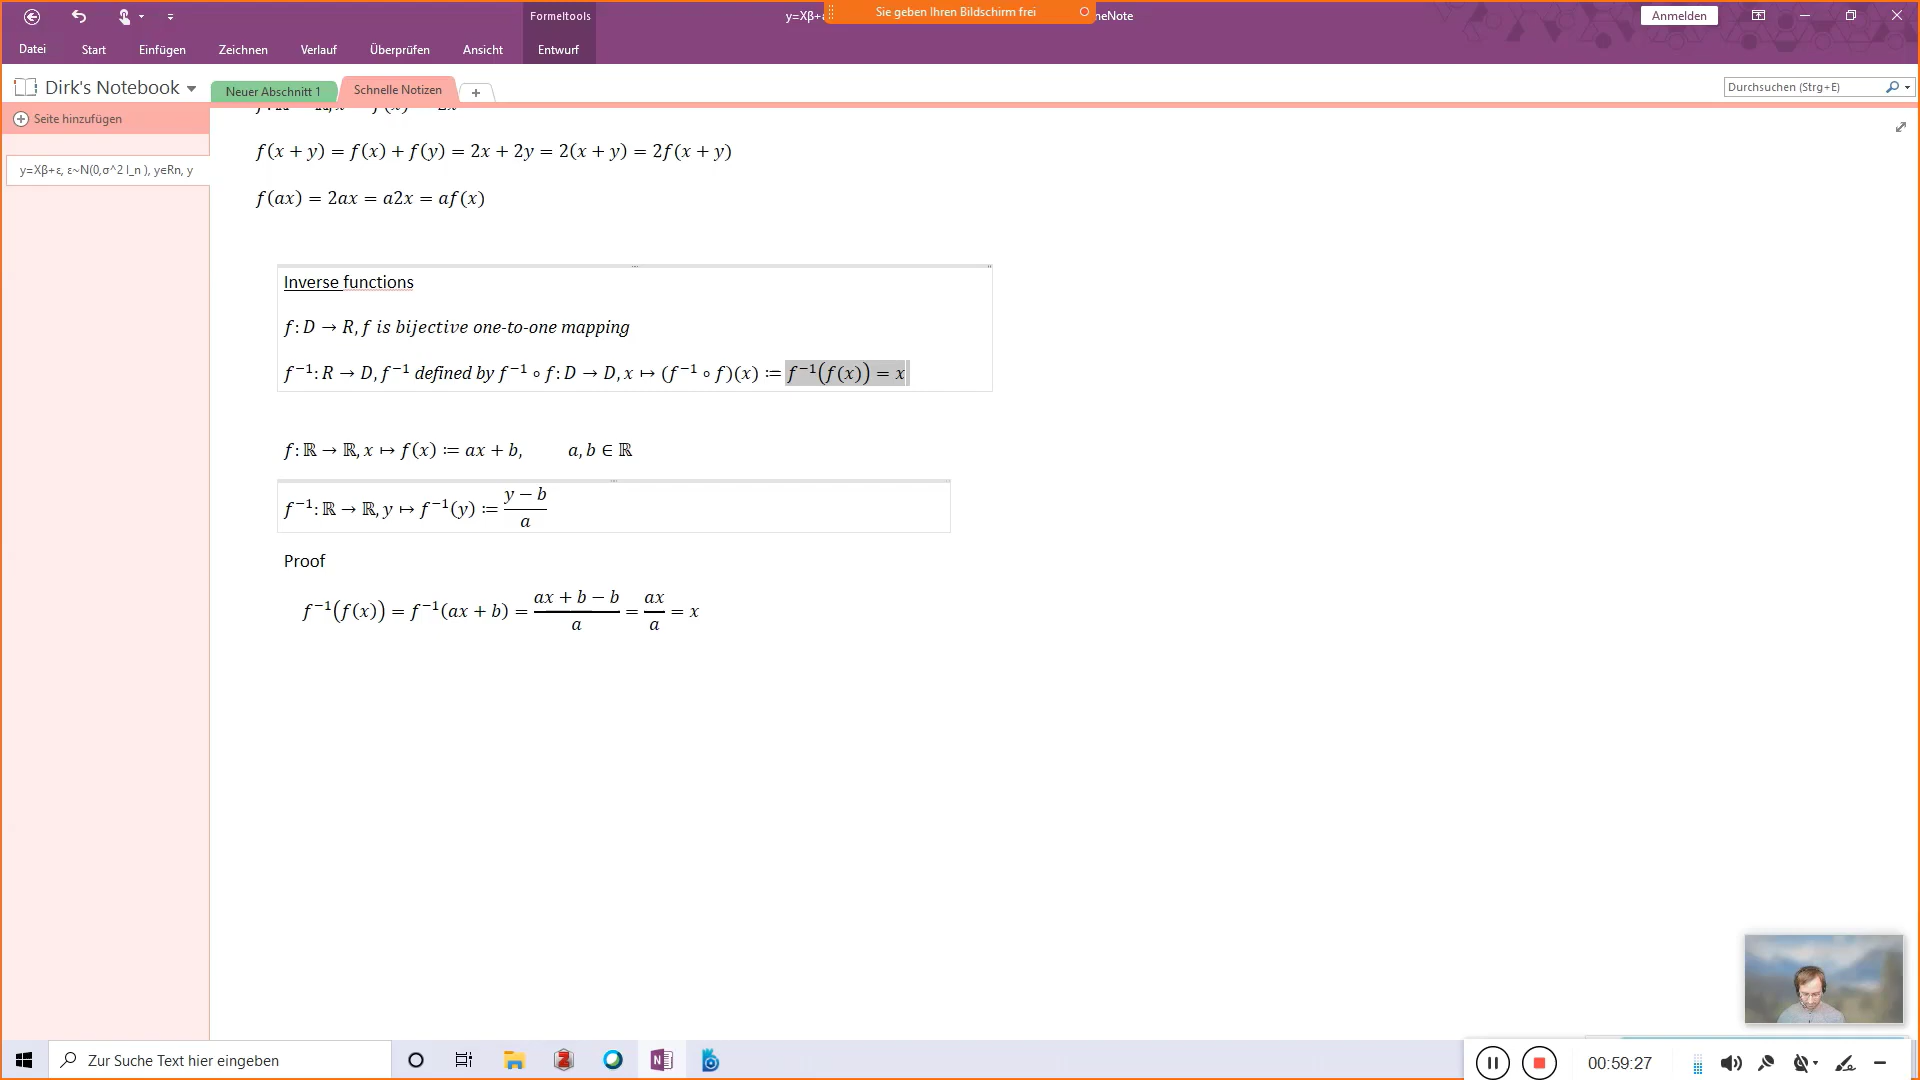 Formeltools
y=Xβ+
Sie geben Ihren Bildschirm frei
neNote
Anmelden
Datei Start Einfügen Zeichnen Verlauf Überprüfen Ansicht Entwurf
Dirk's Notebook
Neuer Abschnitt 1
Schnelle Notizen
Durchsuchen (Strg+E)
Seite hinzufügen
y=Xβ+ε, ε~N(0,σ^2 I_n ), y∈Rn, y
f(x + y) = f(x) + f(y) = 2x + 2y = 2(x + y) = 2f(x + y)
f(ax) = 2ax = a2x = af(x)
Inverse functions
f: D → R, f is bijective one-to-one mapping
f⁻¹: R → D, f⁻¹ defined by f⁻¹ ∘ f: D → D, x ↦ (f⁻¹ ∘ f)(x) ≔ f⁻¹(f(x)) = x
f: ℝ → ℝ, x ↦ f(x) ≔ ax + b, a, b ∈ ℝ
f⁻¹: ℝ → ℝ, y ↦ f⁻¹(y) ≔ (y − b)/a
Proof
f⁻¹(f(x)) = f⁻¹(ax + b) = (ax + b − b)/a = ax/a = x
Zur Suche Text hier eingeben
00:59:27